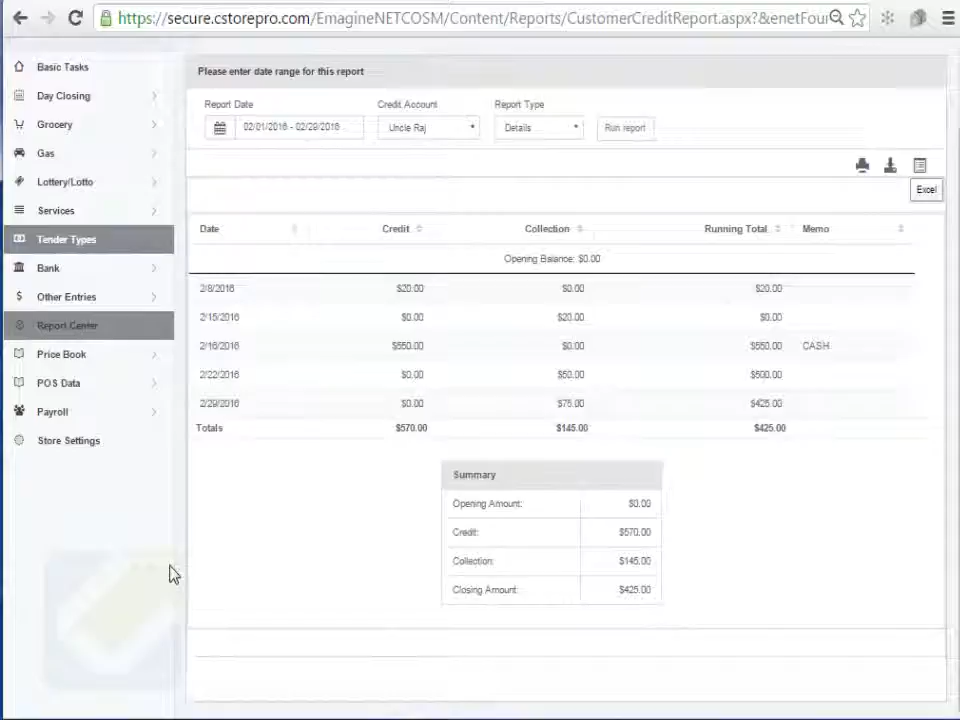 https://secure.cstorepro.com/EmagineNETCOSM/Content/Reports/CustomerCreditReport.aspx?&enetFour
Basic Tasks
Day Closing
Grocery
Gas
Lottery/Lotto
Services
Tender Types
Bank
Other Entries
Report Center
Price Book
POS Data
Payroll
Store Settings
Please enter date range for this report
Report Date Credit Account Report Type
02/01/2016 - 02/29/2016 Uncle Raj Details Run report
Excel
Date Credit Collection Running Total Memo
Opening Balance: $0.00
2/8/2016 $20.00 $0.00 $20.00
2/15/2016 $0.00 $20.00 $0.00
2/16/2016 $550.00 $0.00 $550.00 CASH
2/22/2016 $0.00 $50.00 $500.00
2/29/2016 $0.00 $75.00 $425.00
Totals $570.00 $145.00 $425.00
Summary
Opening Amount: $0.00
Credit: $570.00
Collection: $145.00
Closing Amount: $425.00